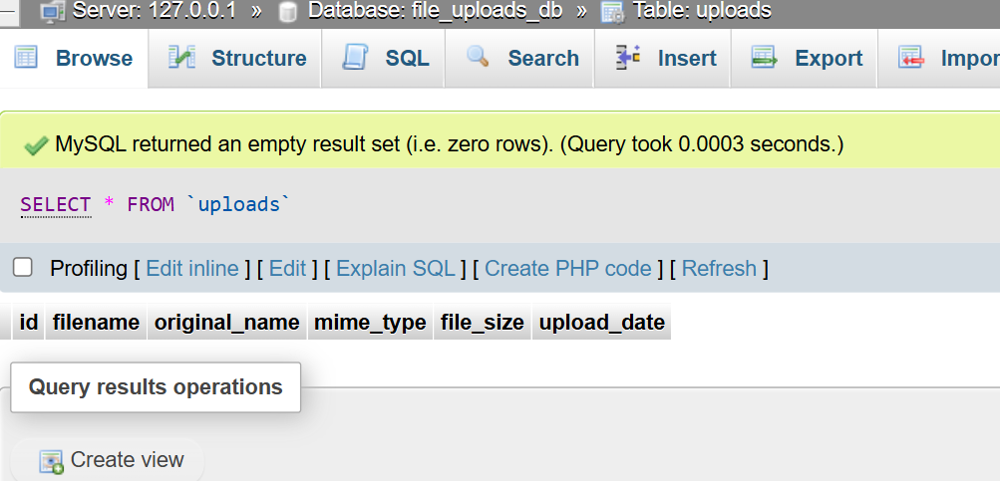 Server: 127.0.0.1 » Database: file_uploads_db » Table: uploads
Browse Structure SQL Search Insert Export Impor
MySQL returned an empty result set (i.e. zero rows). (Query took 0.0003 seconds.)
SELECT * FROM `uploads`
Profiling [ Edit inline ] [ Edit ] [ Explain SQL ] [ Create PHP code ] [ Refresh ]
id filename original_name mime_type file_size upload_date
Query results operations
Create view